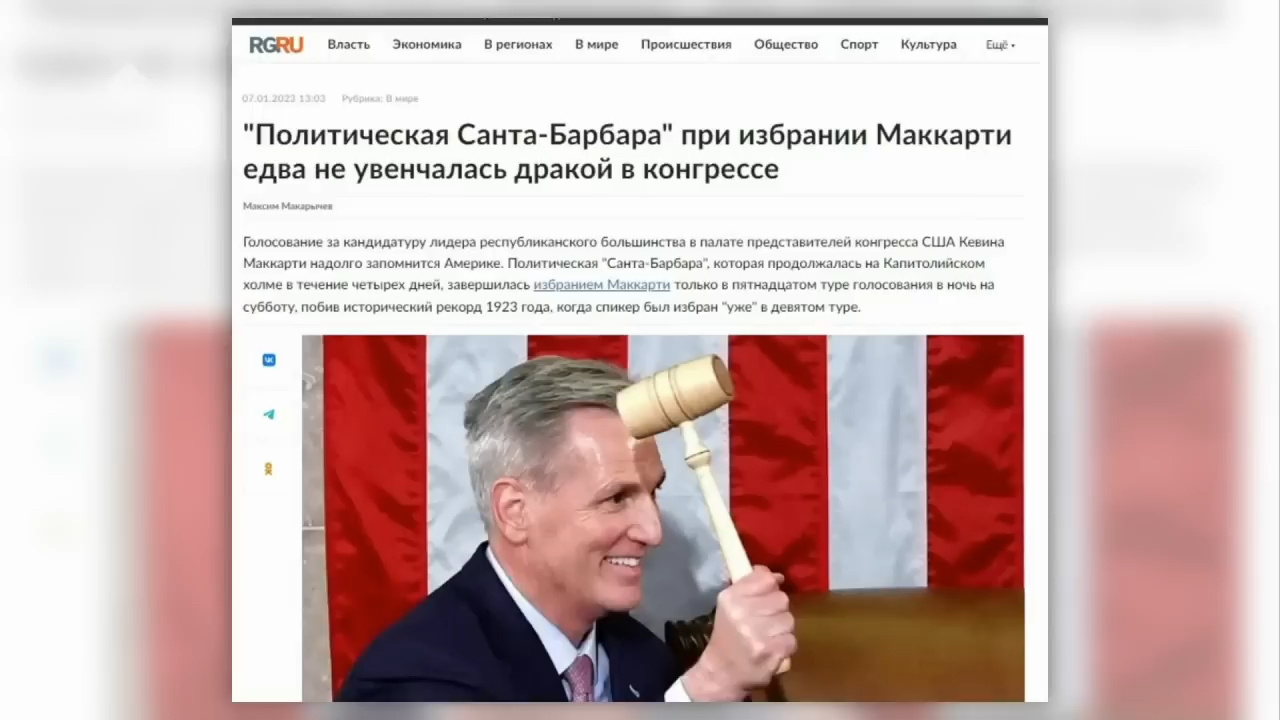 RGRU Власть Экономика В регионах В мире Происшествия Общество Спорт Культура Ещё
07.01.2023 13:03 Рубрика: В мире
"Политическая Санта-Барбара" при избрании Маккарти
едва не увенчалась дракой в конгрессе
Максим Макарычев
Голосование за кандидатуру лидера республиканского большинства в палате представителей конгресса США Кевина
Маккарти надолго запомнится Америке. Политическая "Санта-Барбара", которая продолжалась на Капитолийском
холме в течение четырех дней, завершилась избранием Маккарти только в пятнадцатом туре голосования в ночь на
субботу, побив исторический рекорд 1923 года, когда спикер был избран "уже" в девятом туре.